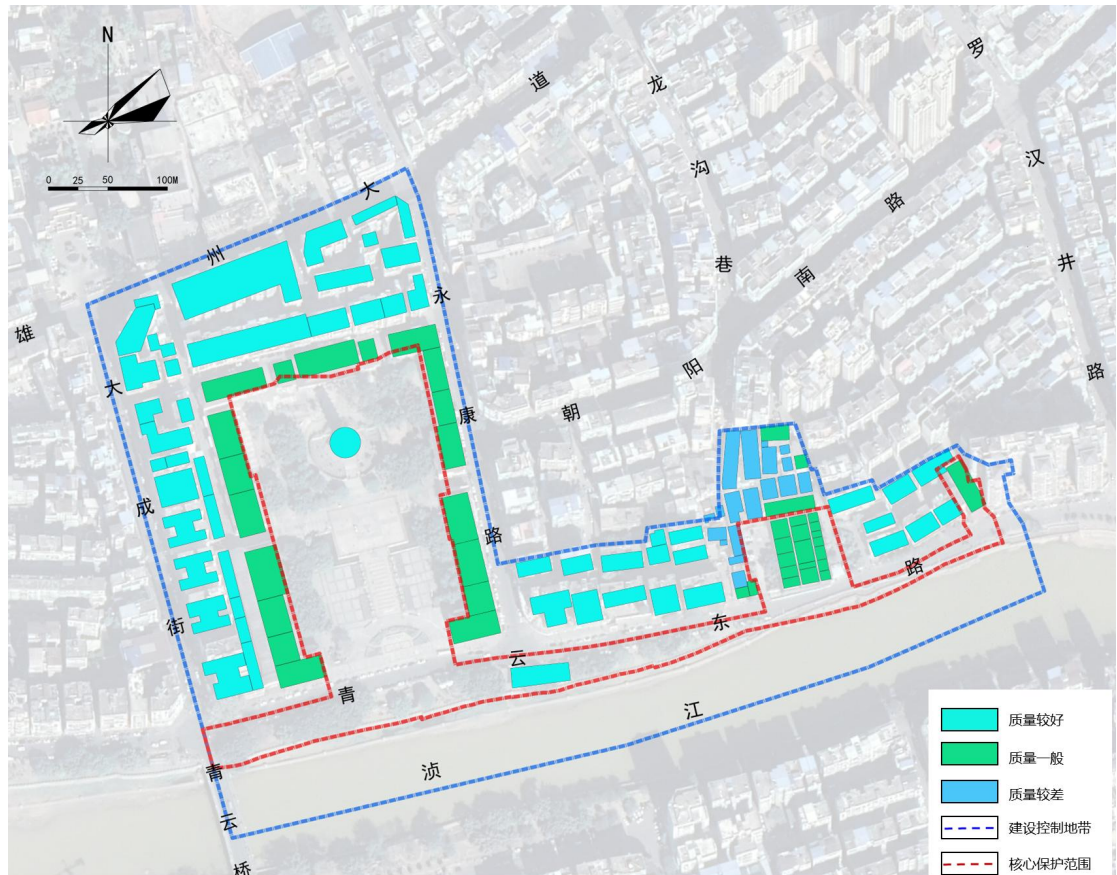 N
0 25 50 100M
雄州大道
龙沟巷
罗汉井路
朝阳南路
大成街
永康路
青云东路
浈江
青云桥
质量较好
质量一般
质量较差
建设控制地带
核心保护范围